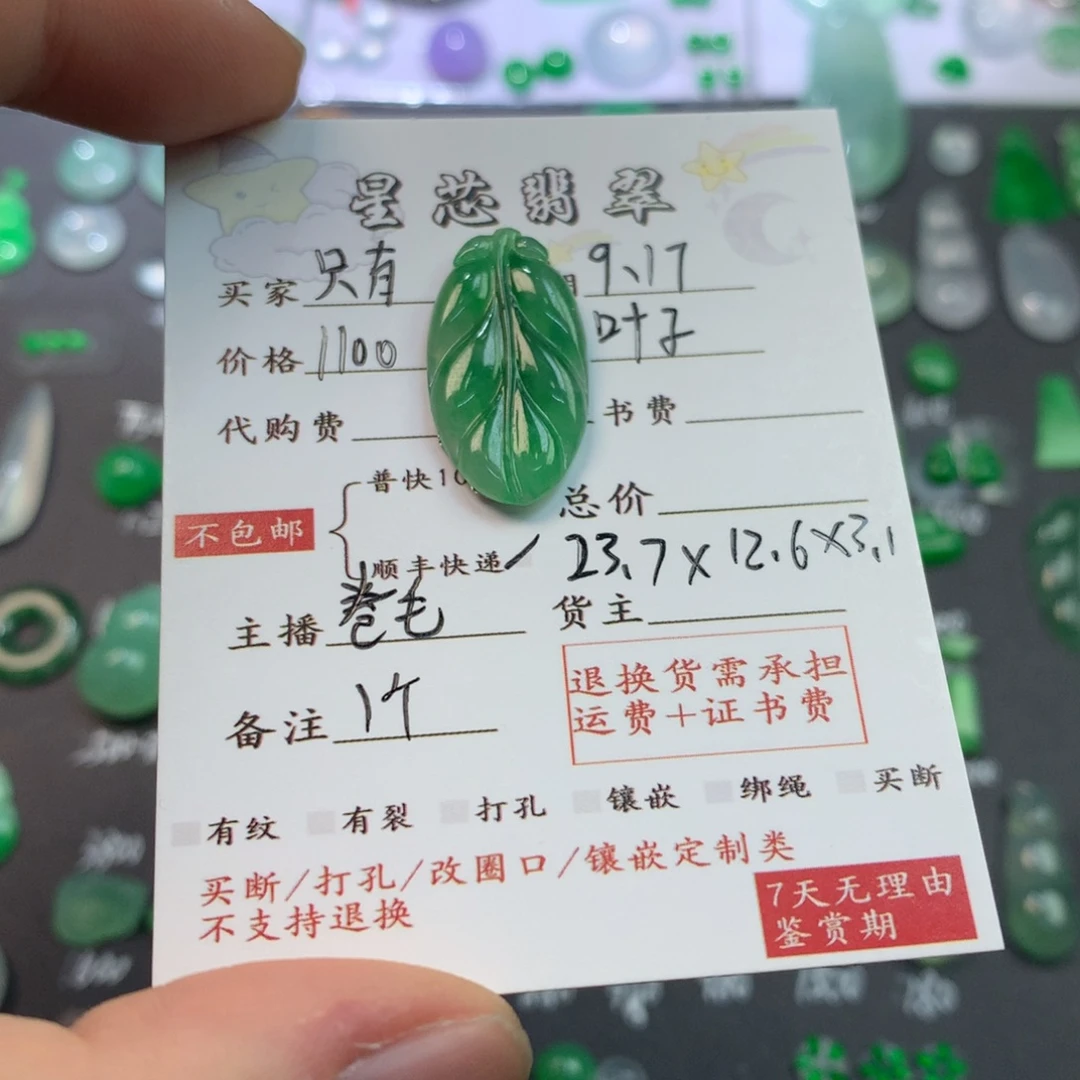 星芯翡翠
买家 只有 期 9、17
价格 1100 叶子
代购费 书费
普快10
不包邮 总价
顺丰快递✓ 23.7×12.6×3.1
主播 卷毛 货主
备注 1个
退换货需承担
运费+证书费
有纹 有裂 打孔 镶嵌 绑绳 买断
买断/打孔/改圈口/镶嵌定制类
不支持退换
7天无理由
鉴赏期